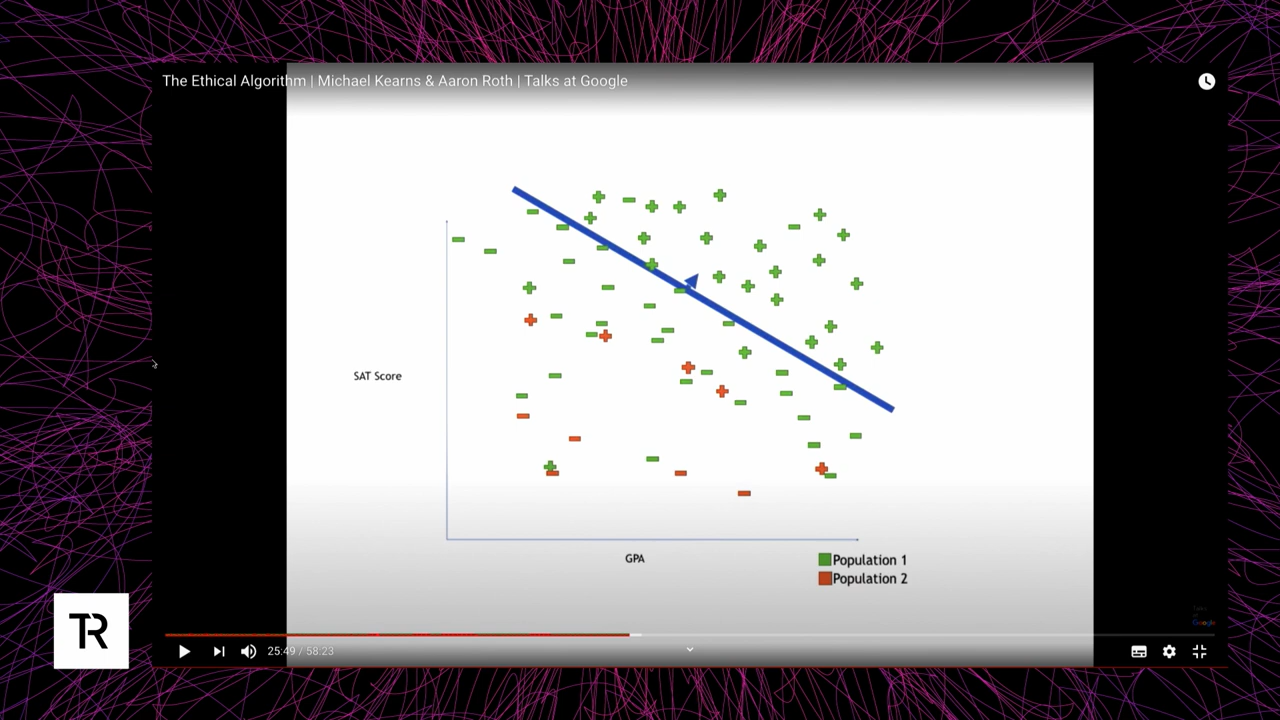 The Ethical Algorithm | Michael Kearns & Aaron Roth | Talks at Google
SAT Score
GPA
Population 1
Population 2
TR
Google
25:49 / 58:23